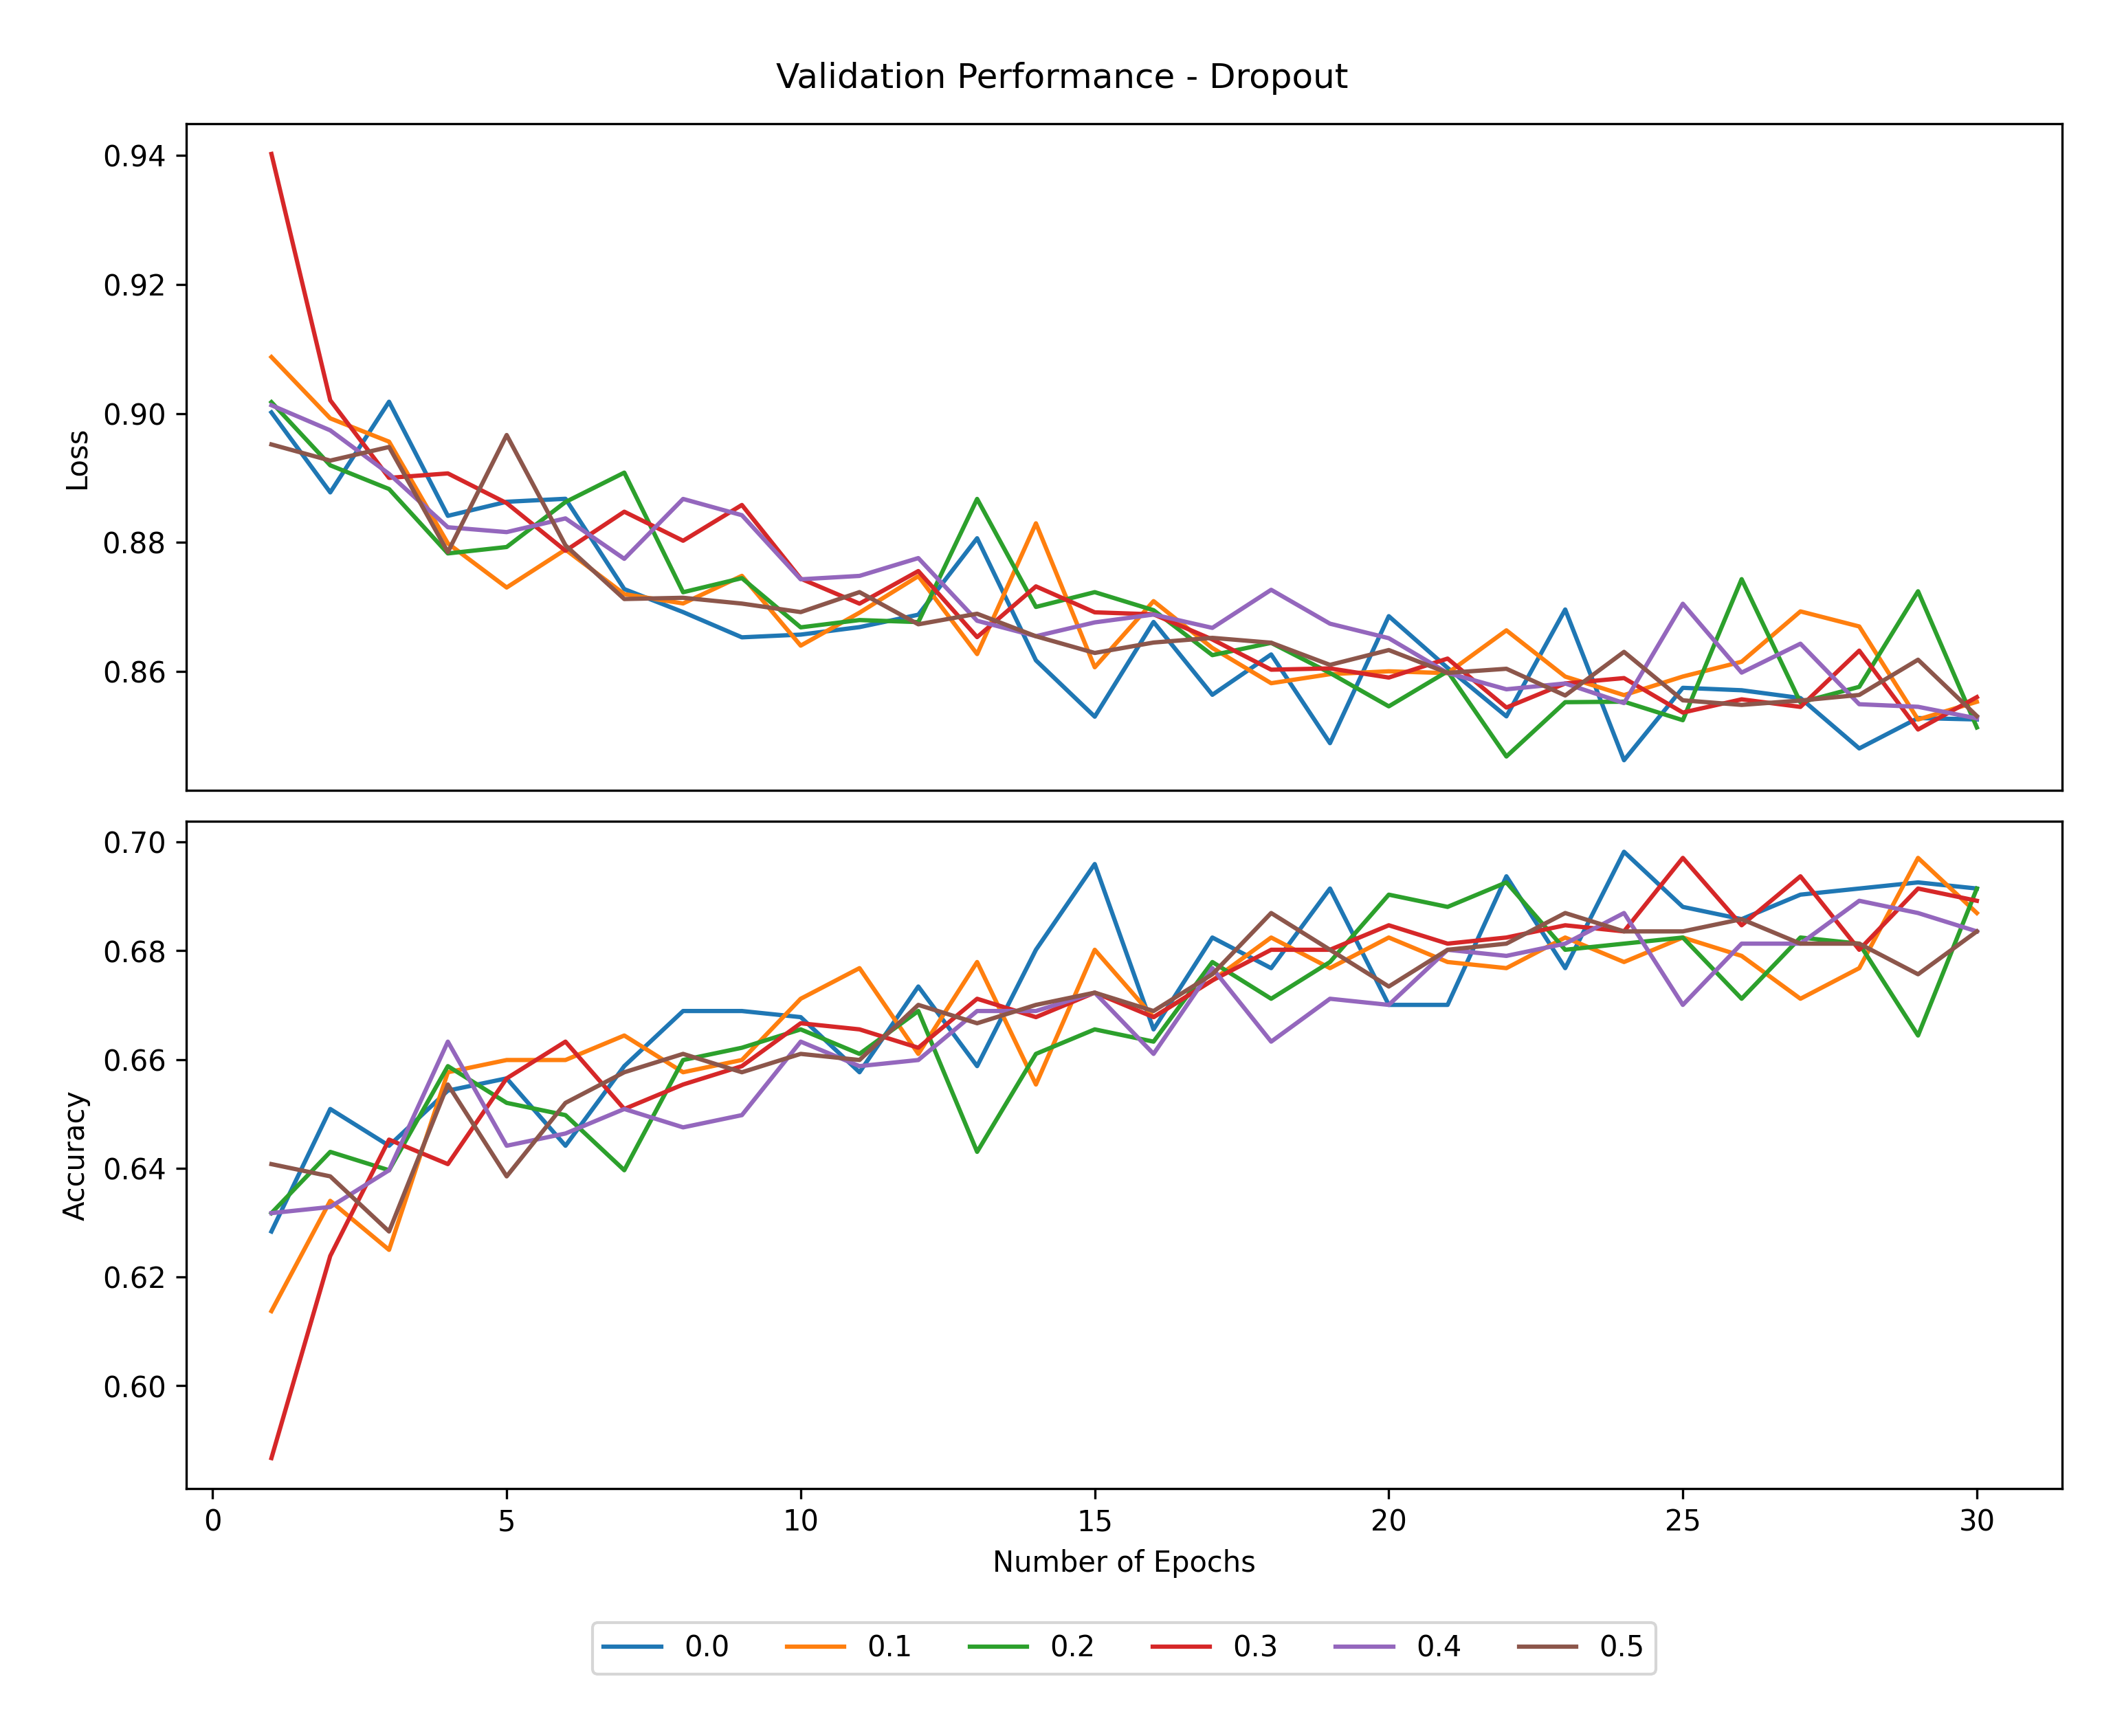 Validation Performance - Dropout
0.94
0.92
0.90
0.88
0.86
Loss
0.70
0.68
0.66
0.64
0.62
0.60
Accuracy
0 5 10 15 20 25 30
Number of Epochs
0.0 0.1 0.2 0.3 0.4 0.5